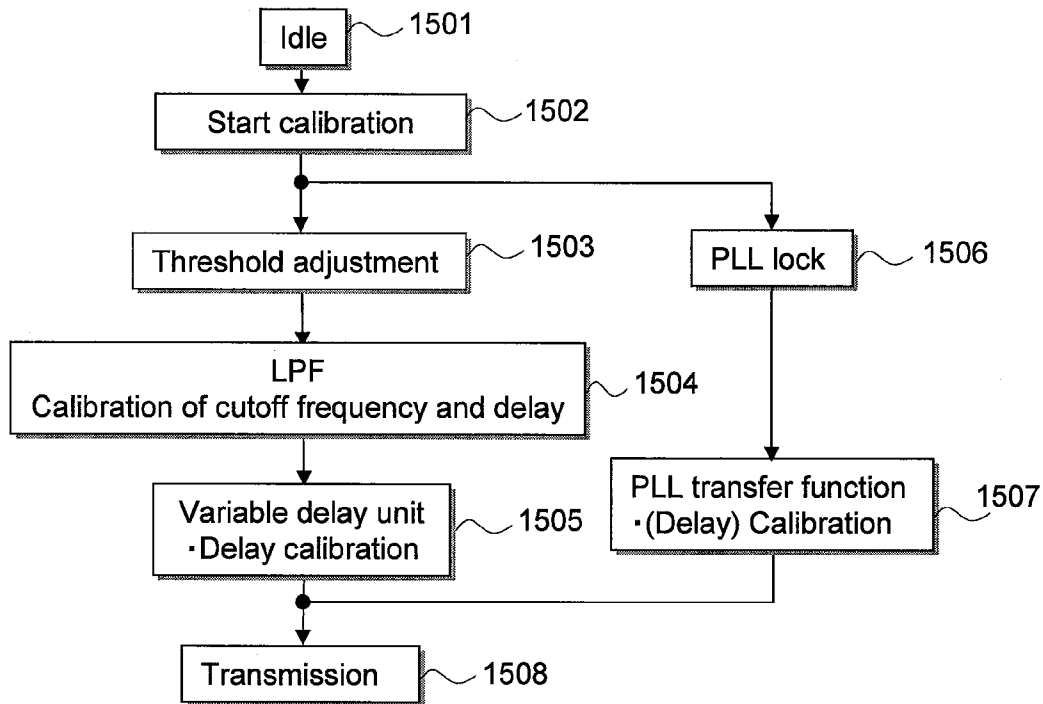 Idle
1501
Start calibration
1502
Threshold adjustment
1503
PLL lock
1506
LPF
Calibration of cutoff frequency and delay
1504
Variable delay unit
·Delay calibration
1505
PLL transfer function
·(Delay) Calibration
1507
Transmission
1508